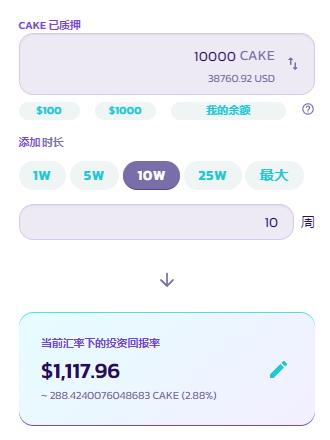 CAKE 已质押
10000 CAKE
38760.92 USD
$100 $1000 我的余额
添加时长
1W 5W 10W 25W 最大
10 周
当前汇率下的投资回报率
$1,117.96
~ 288.4240076048683 CAKE (2.88%)